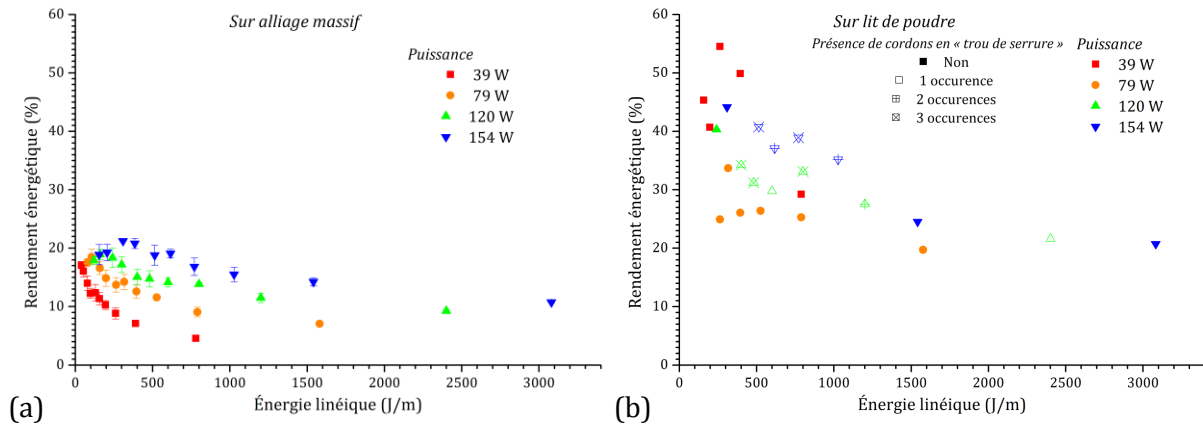 Sur alliage massif
Puissance
39 W
79 W
120 W
154 W
Rendement énergétique (%)
60
50
40
30
20
10
0
0 500 1000 1500 2000 2500 3000
Énergie linéique (J/m)
(a)
Sur lit de poudre
Présence de cordons en « trou de serrure »
Non
1 occurence
2 occurences
3 occurences
Puissance
39 W
79 W
120 W
154 W
Rendement énergétique (%)
60
50
40
30
20
10
0
0 500 1000 1500 2000 2500 3000
Énergie linéique (J/m)
(b)